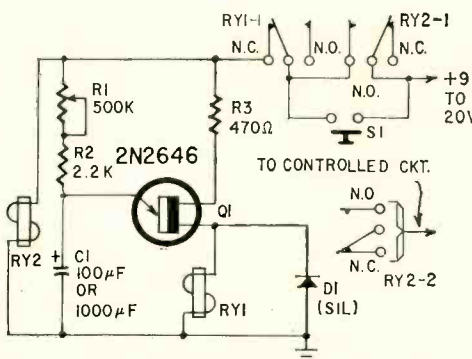 RY1-1
RY2-1
N.C.
N.O.
N.C.
N.O.
+9
TO
20V
S1
R1
500K
R3
470Ω
R2
2.2K
2N2646
Q1
TO CONTROLLED CKT.
N.O
N.C.
RY2-2
RY2
+
C1
100µF
OR
1000µF
RY1
D1
(SIL)